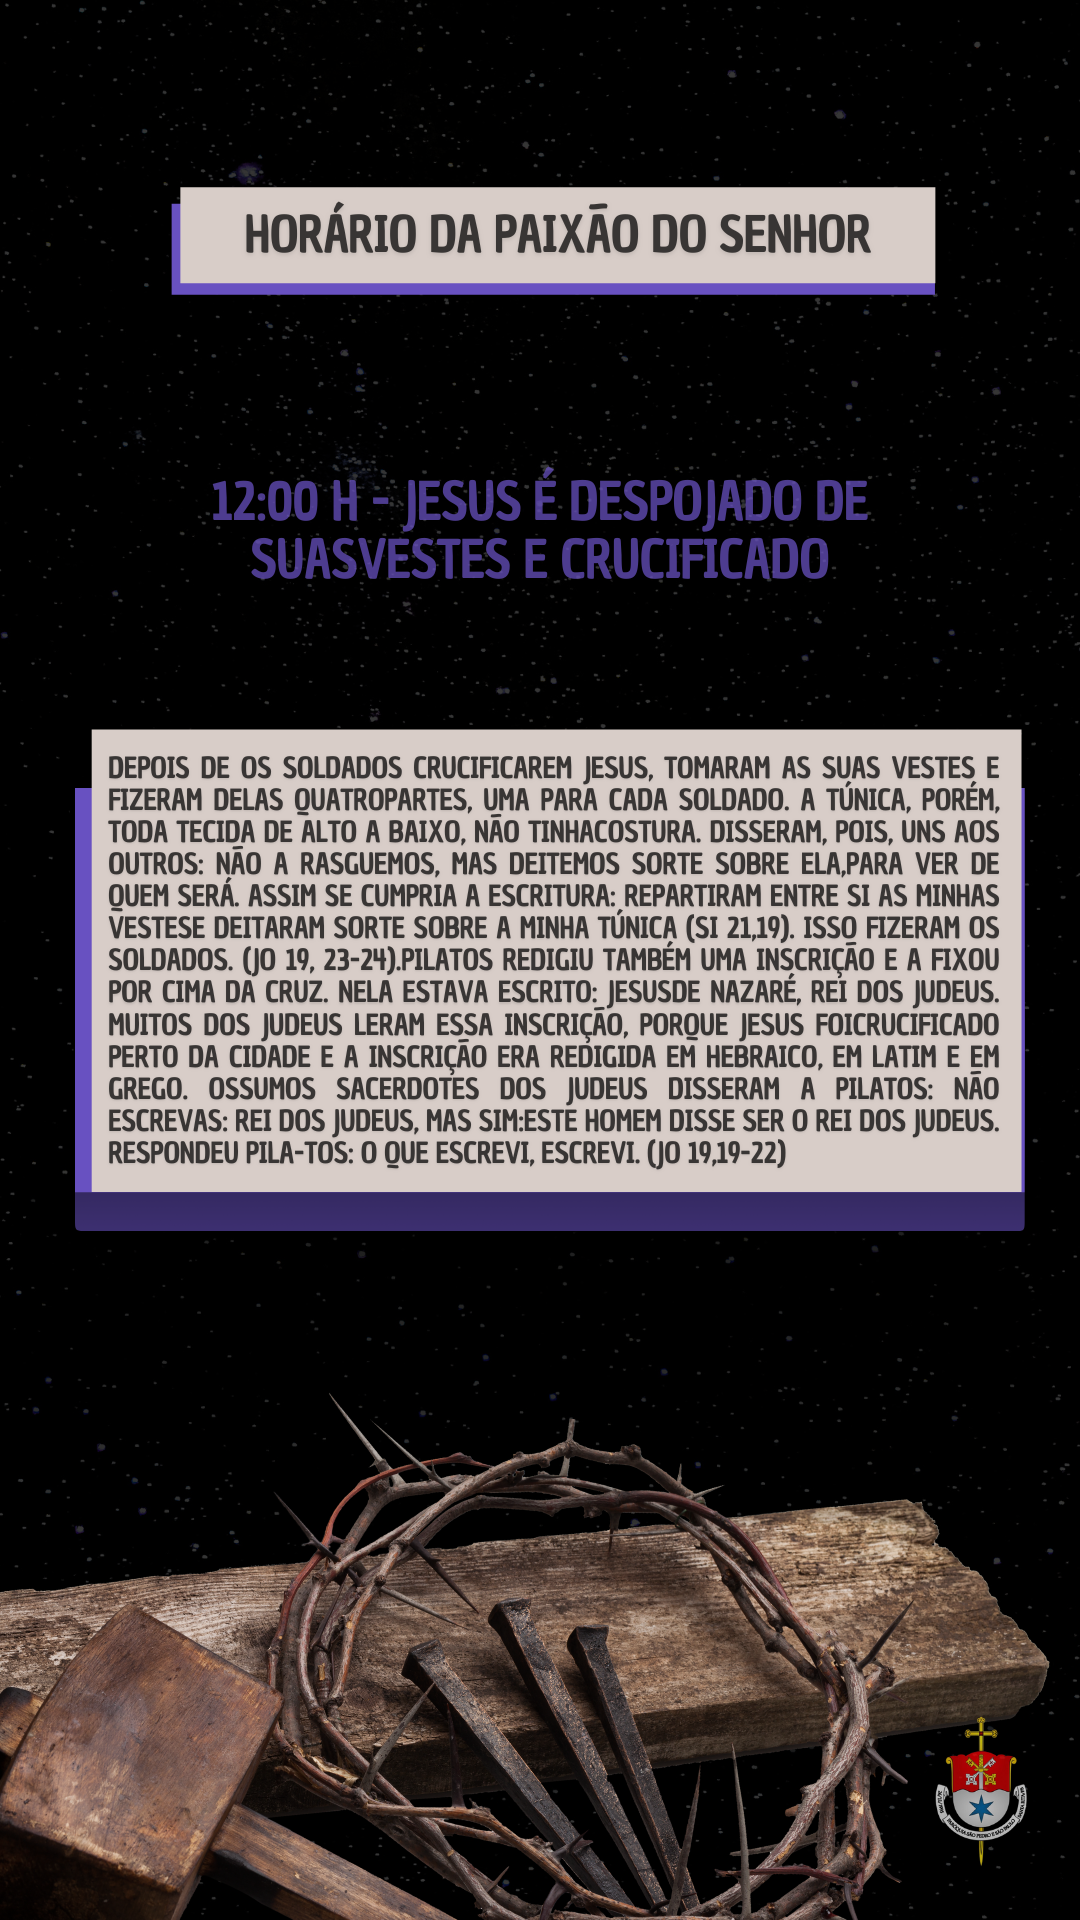 HORÁRIO DA PAIXÃO DO SENHOR
12:00 H - JESUS É DESPOJADO DE
SUASVESTES E CRUCIFICADO
DEPOIS DE OS SOLDADOS CRUCIFICAREM JESUS, TOMARAM AS SUAS VESTES E
FIZERAM DELAS QUATROPARTES, UMA PARA CADA SOLDADO. A TÚNICA, PORÉM,
TODA TECIDA DE ALTO A BAIXO, NÃO TINHACOSTURA. DISSERAM, POIS, UNS AOS
OUTROS: NÃO A RASGUEMOS, MAS DEITEMOS SORTE SOBRE ELA,PARA VER DE
QUEM SERÁ. ASSIM SE CUMPRIA A ESCRITURA: REPARTIRAM ENTRE SI AS MINHAS
VESTESE DEITARAM SORTE SOBRE A MINHA TÚNICA (SI 21,19). ISSO FIZERAM OS
SOLDADOS. (JO 19, 23-24).PILATOS REDIGIU TAMBÉM UMA INSCRIÇÃO E A FIXOU
POR CIMA DA CRUZ. NELA ESTAVA ESCRITO: JESUSDE NAZARÉ, REI DOS JUDEUS.
MUITOS DOS JUDEUS LERAM ESSA INSCRIÇÃO, PORQUE JESUS FOICRUCIFICADO
PERTO DA CIDADE E A INSCRIÇÃO ERA REDIGIDA EM HEBRAICO, EM LATIM E EM
GREGO. OSSUMOS SACERDOTES DOS JUDEUS DISSERAM A PILATOS: NÃO
ESCREVAS: REI DOS JUDEUS, MAS SIM:ESTE HOMEM DISSE SER O REI DOS JUDEUS.
RESPONDEU PILA-TOS: O QUE ESCREVI, ESCREVI. (JO 19,19-22)
PARÓQUIA SÃO PEDRO E SÃO PAULO